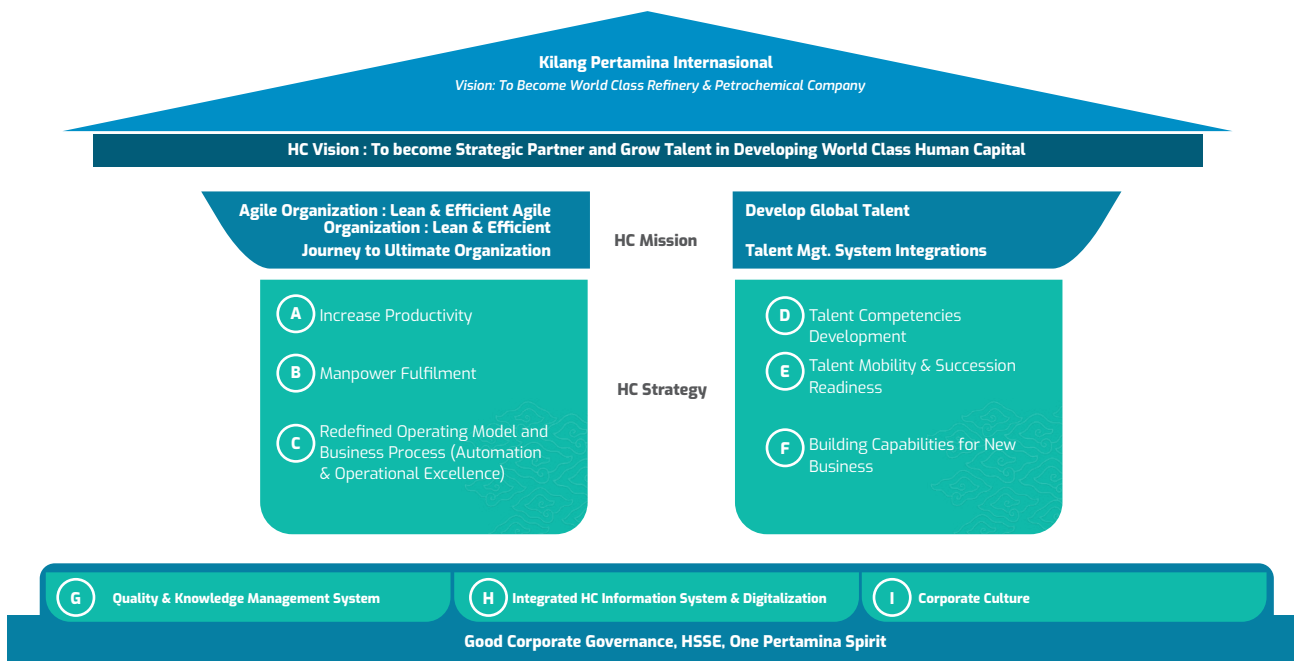 Kilang Pertamina Internasional
Vision: To Become World Class Refinery & Petrochemical Company
HC Vision : To become Strategic Partner and Grow Talent in Developing World Class Human Capital
Agile Organization : Lean & Efficient Agile
Organization : Lean & Efficient
Journey to Ultimate Organization
HC Mission
Develop Global Talent
Talent Mgt. System Integrations
A Increase Productivity
B Manpower Fulfilment
C Redefined Operating Model and
Business Process (Automation
& Operational Excellence)
HC Strategy
D Talent Competencies
Development
E Talent Mobility & Succession
Readiness
F Building Capabilities for New
Business
G Quality & Knowledge Management System
H Integrated HC Information System & Digitalization
I Corporate Culture
Good Corporate Governance, HSSE, One Pertamina Spirit